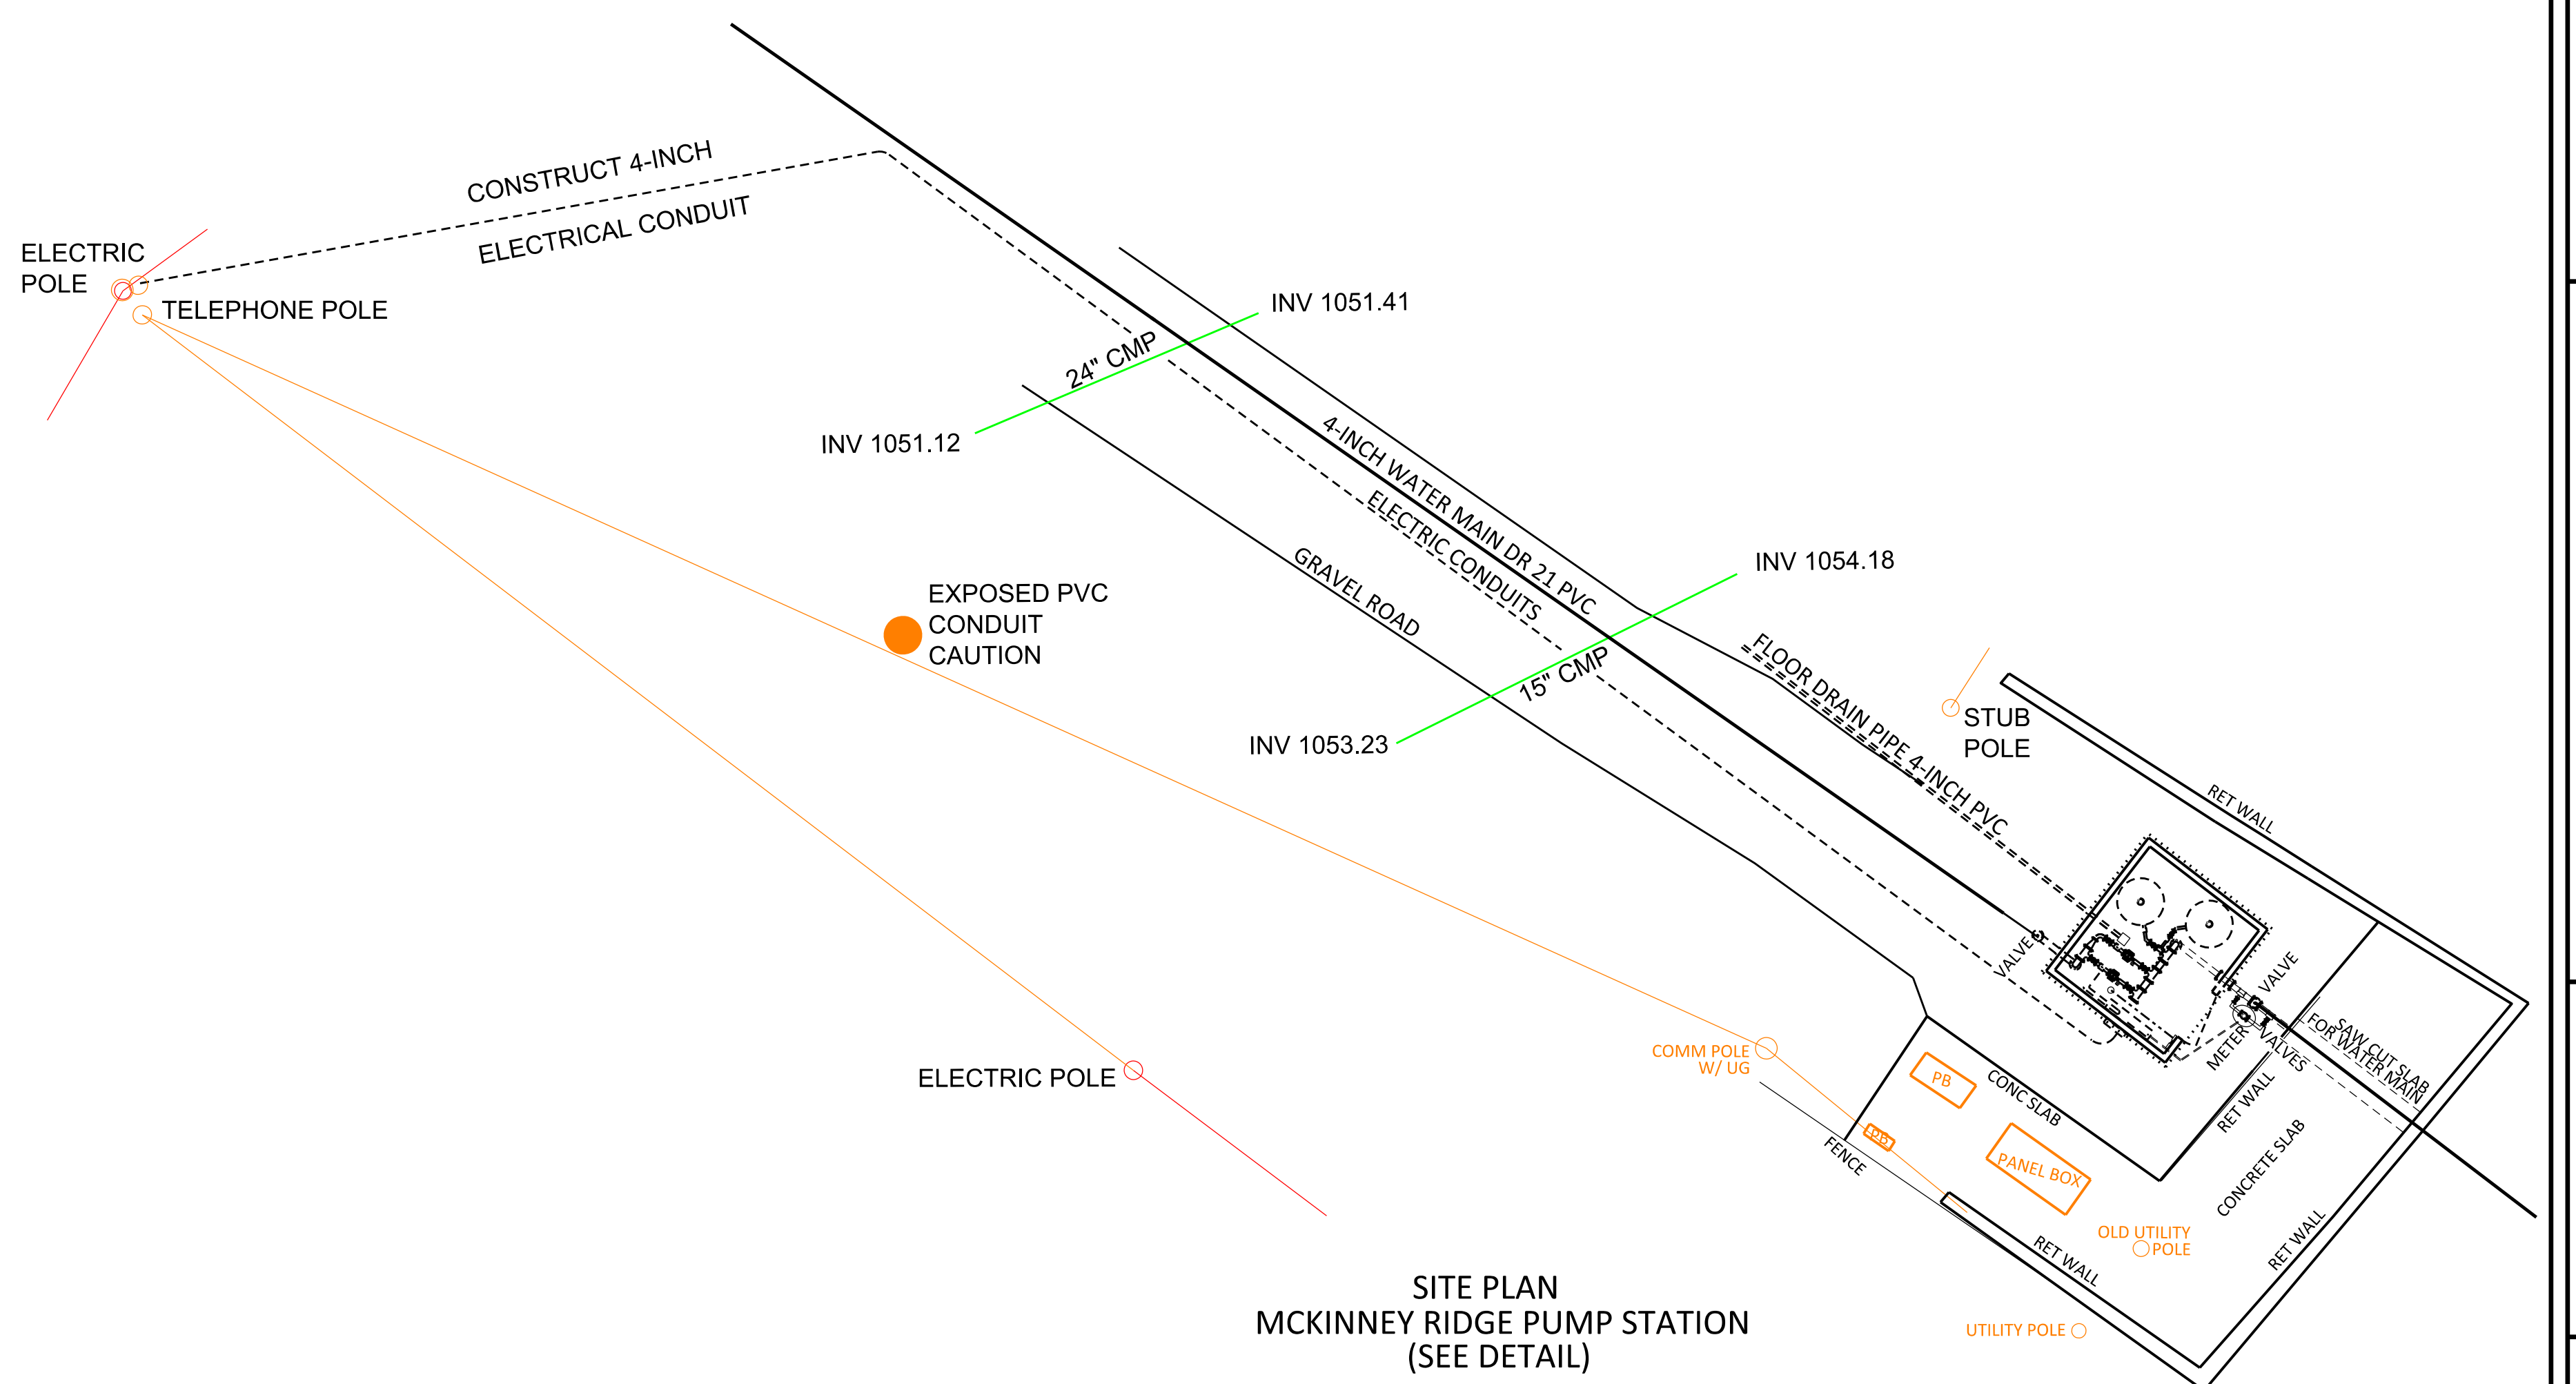 CONSTRUCT 4-INCH
ELECTRICAL CONDUIT
ELECTRIC
POLE
TELEPHONE POLE
INV 1051.41
24" CMP
INV 1051.12
4-INCH WATER MAIN DR 21 PVC
ELECTRIC CONDUITS
GRAVEL ROAD
INV 1054.18
15" CMP
INV 1053.23
EXPOSED PVC
CONDUIT
CAUTION
FLOOR DRAIN PIPE 4-INCH PVC
STUB
POLE
RET WALL
VALVE
VALVE
METER
VALVES
SAW CUT SLAB
FOR WATER MAIN
ELECTRIC POLE
COMM POLE
W/ UG
PB
PB
CONC SLAB
RET WALL
FENCE
PANEL BOX
CONCRETE SLAB
OLD UTILITY
POLE
RET WALL
RET WALL
UTILITY POLE
SITE PLAN
MCKINNEY RIDGE PUMP STATION
(SEE DETAIL)